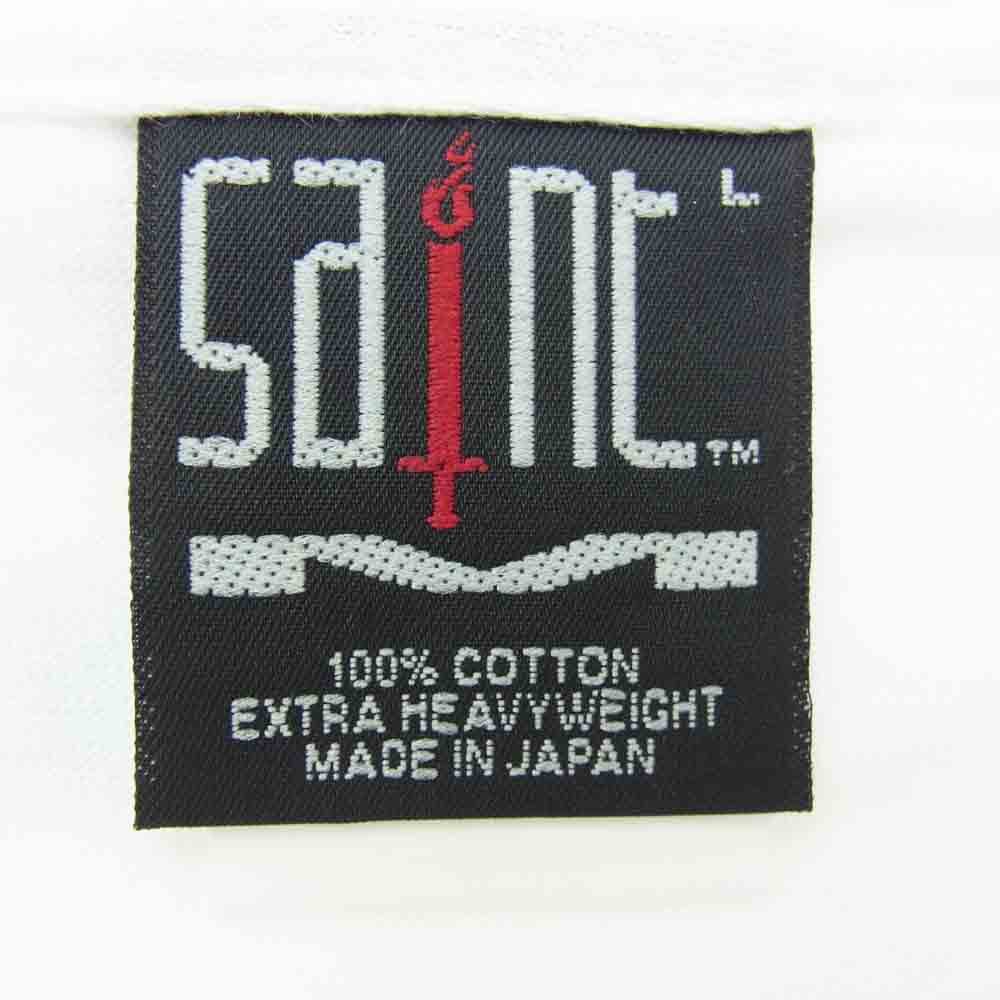 saint L
TM
100% COTTON
EXTRA HEAVYWEIGHT
MADE IN JAPAN